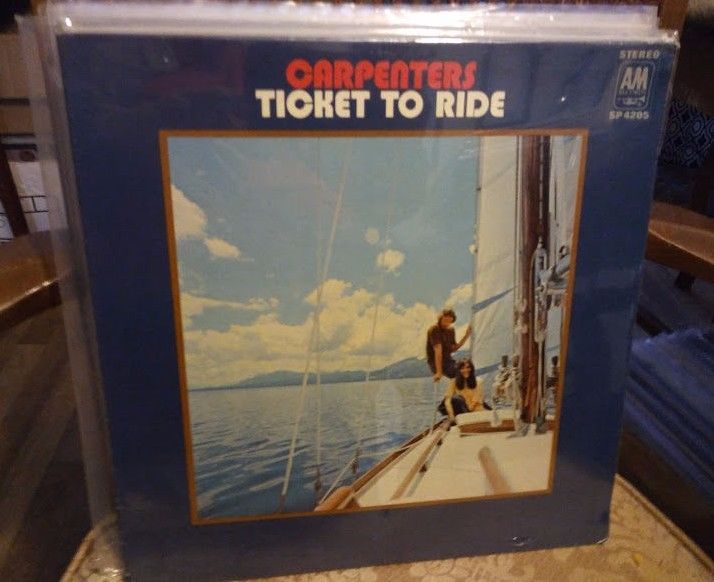 CARPENTERS
TICKET TO RIDE
STEREO
A&M
SP 4205